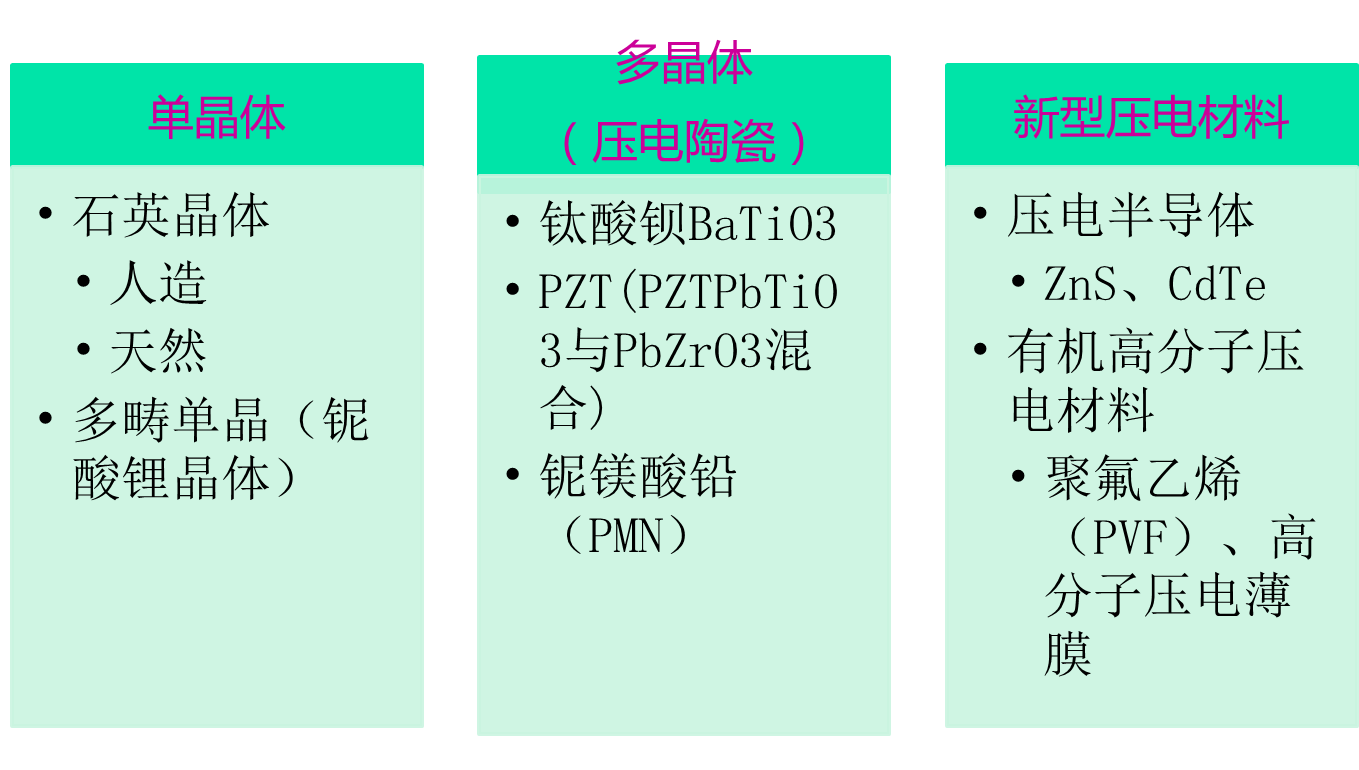 单晶体
• 石英晶体
• 人造
• 天然
• 多畴单晶（铌
酸锂晶体）
多晶体
（压电陶瓷）
• 钛酸钡BaTiO3
• PZT(PZTPbTiO
3与PbZrO3混
合)
• 铌镁酸铅
（PMN）
新型压电材料
• 压电半导体
• ZnS、CdTe
• 有机高分子压
电材料
• 聚氟乙烯
（PVF）、高
分子压电薄
膜